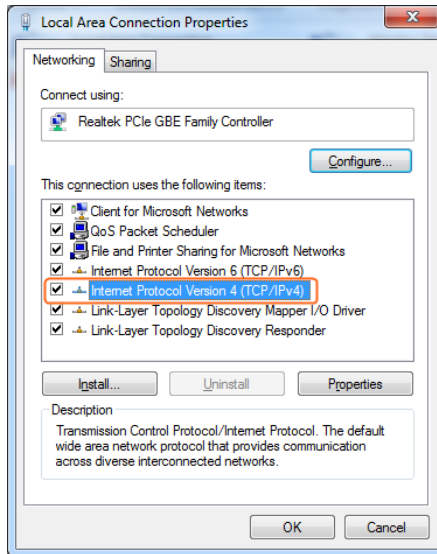 Local Area Connection Properties
x
Networking Sharing
Connect using:
Realtek PCIe GBE Family Controller
Configure...
This connection uses the following items:
Client for Microsoft Networks
QoS Packet Scheduler
File and Printer Sharing for Microsoft Networks
Internet Protocol Version 6 (TCP/IPv6)
Internet Protocol Version 4 (TCP/IPv4)
Link-Layer Topology Discovery Mapper I/O Driver
Link-Layer Topology Discovery Responder
Install... Uninstall Properties
Description
Transmission Control Protocol/Internet Protocol. The default
wide area network protocol that provides communication
across diverse interconnected networks.
OK Cancel